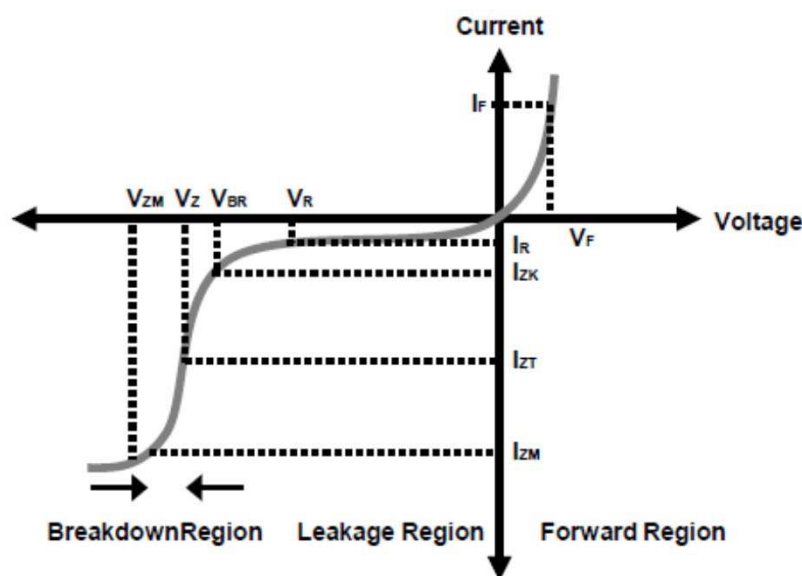 Current
IF
VZM VZ VBR VR
Voltage
VF
IR
IZK
IZT
IZM
BreakdownRegion Leakage Region Forward Region